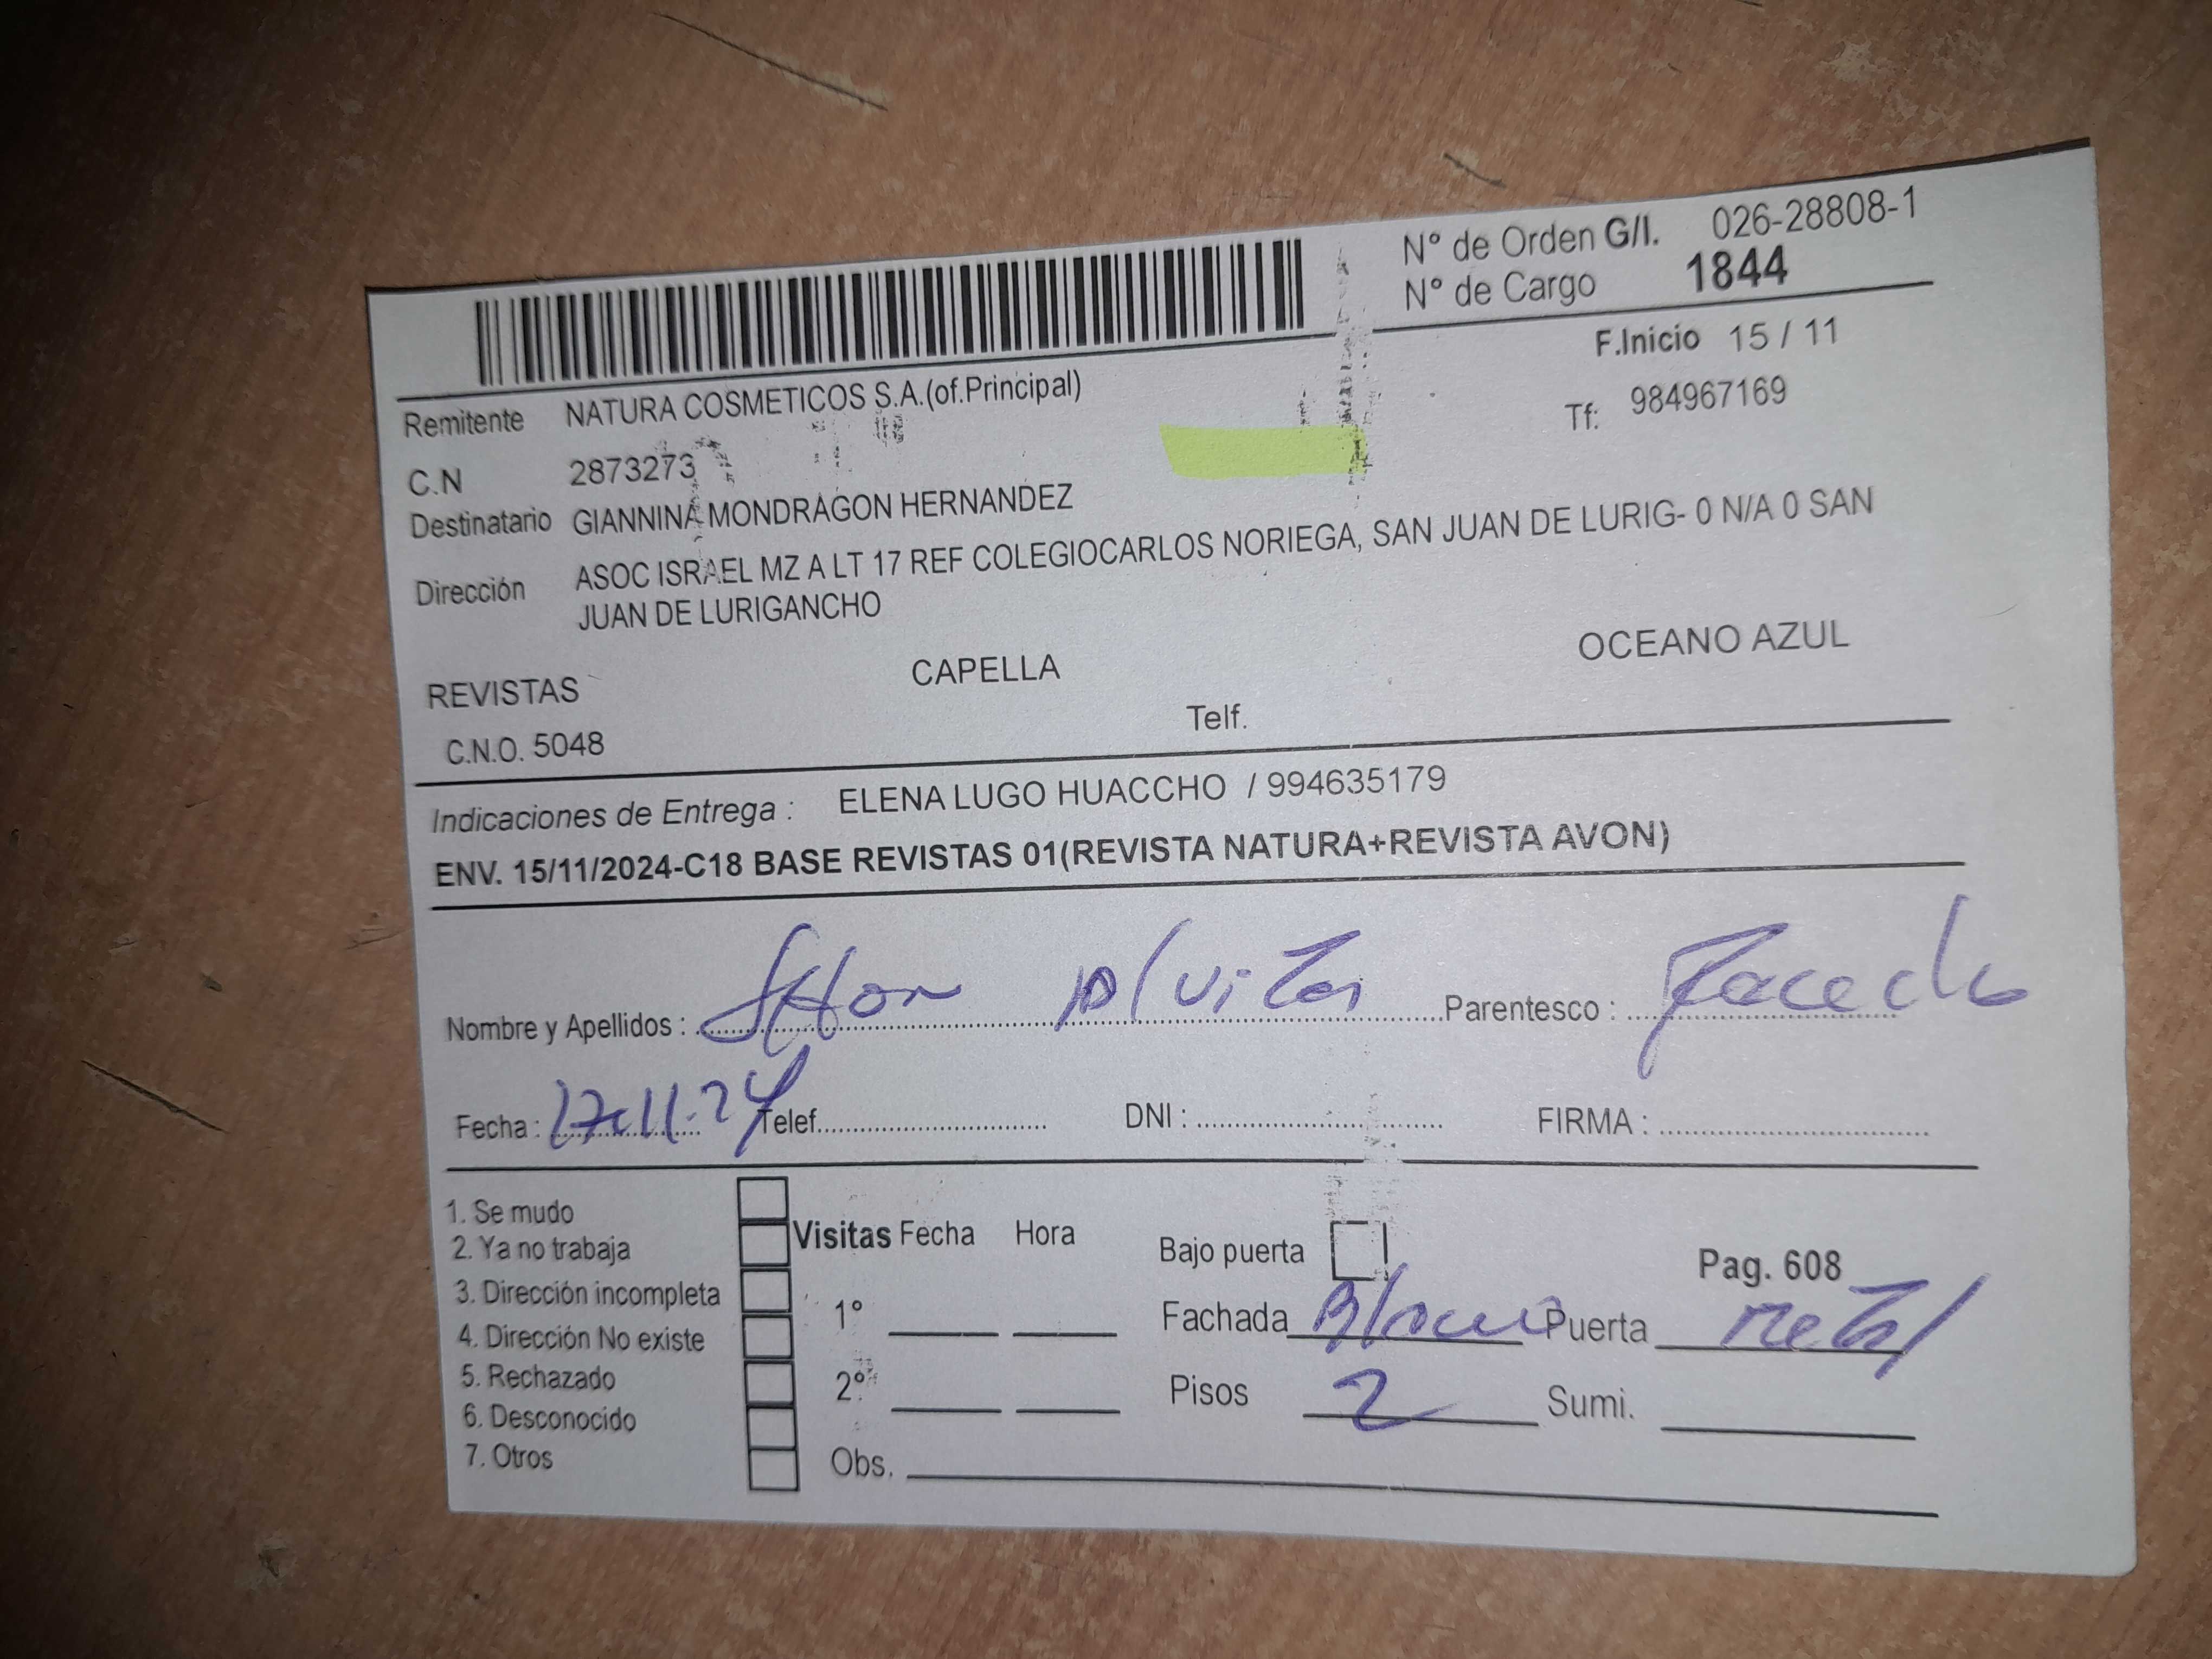 N° de Orden G/I. 026-28808-1
N° de Cargo 1844
F.Inicio 15 / 11
Remitente NATURA COSMETICOS S.A.(of.Principal)
Tf: 984967169
C.N 2873273
Destinatario GIANNINA MONDRAGON HERNANDEZ
Dirección ASOC ISRAEL MZ A LT 17 REF COLEGIOCARLOS NORIEGA, SAN JUAN DE LURIG- 0 N/A 0 SAN
JUAN DE LURIGANCHO
REVISTAS CAPELLA OCEANO AZUL
C.N.O. 5048 Telf.
Indicaciones de Entrega : ELENA LUGO HUACCHO / 994635179
ENV. 15/11/2024-C18 BASE REVISTAS 01(REVISTA NATURA+REVISTA AVON)
Nombre y Apellidos : Parentesco :
Fecha : 17.11.24 Telef. DNI : FIRMA :
1. Se mudo
2. Ya no trabaja
3. Dirección incompleta
4. Dirección No existe
5. Rechazado
6. Desconocido
7. Otros
Visitas Fecha Hora
1°
2°
Obs.
Bajo puerta Pag. 608
Fachada Blanco Puerta Metal
Pisos 2 Sumi.